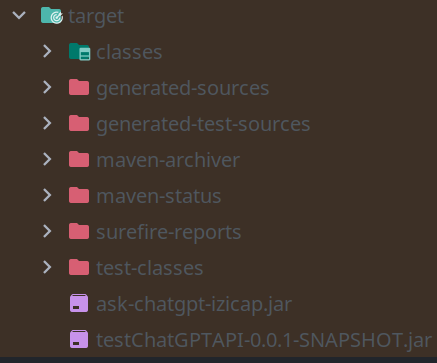 target
classes
generated-sources
generated-test-sources
maven-archiver
maven-status
surefire-reports
test-classes
ask-chatgpt-izicap.jar
testChatGPTAPI-0.0.1-SNAPSHOT.jar